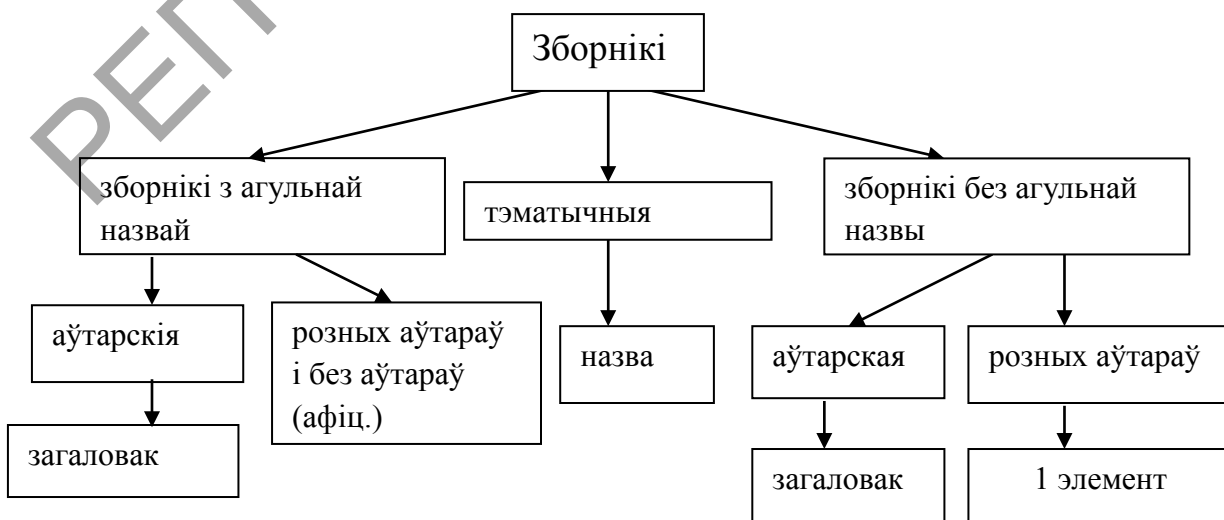 Зборнікі
зборнікі з агульнай
назвай
тэматычныя
зборнікі без агульнай
назвы
аўтарскія
розных аўтараў
і без аўтараў
(афіц.)
назва
аўтарская
розных аўтараў
загаловак
загаловак
1 элемент